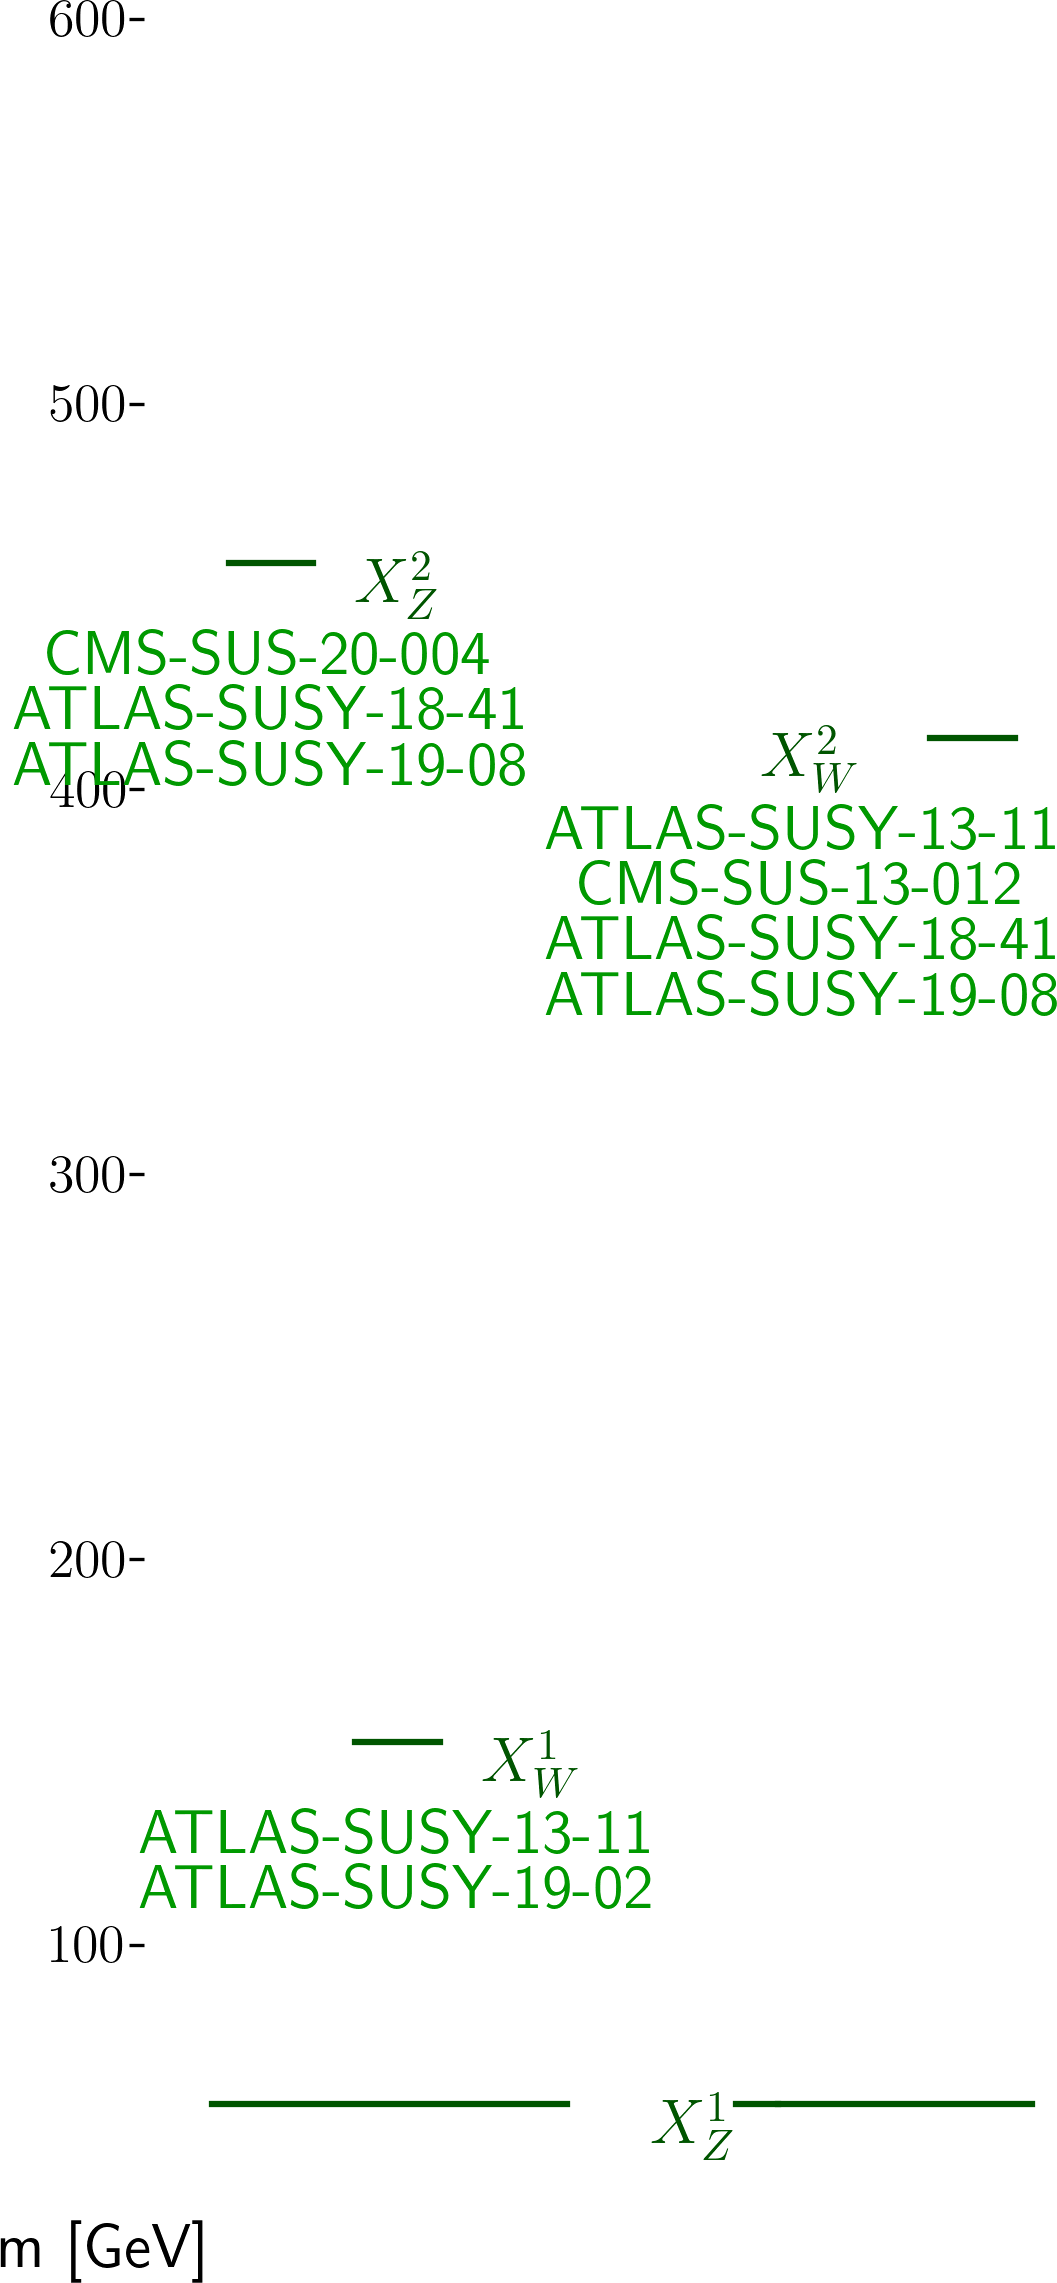 600-
500-
X_Z^2
CMS-SUS-20-004
ATLAS-SUSY-18-41
ATLAS-SUSY-19-08
400-
X_W^2
ATLAS-SUSY-13-11
CMS-SUS-13-012
ATLAS-SUSY-18-41
ATLAS-SUSY-19-08
300-
200-
X_W^1
ATLAS-SUSY-13-11
ATLAS-SUSY-19-02
100-
X_Z^1
m [GeV]